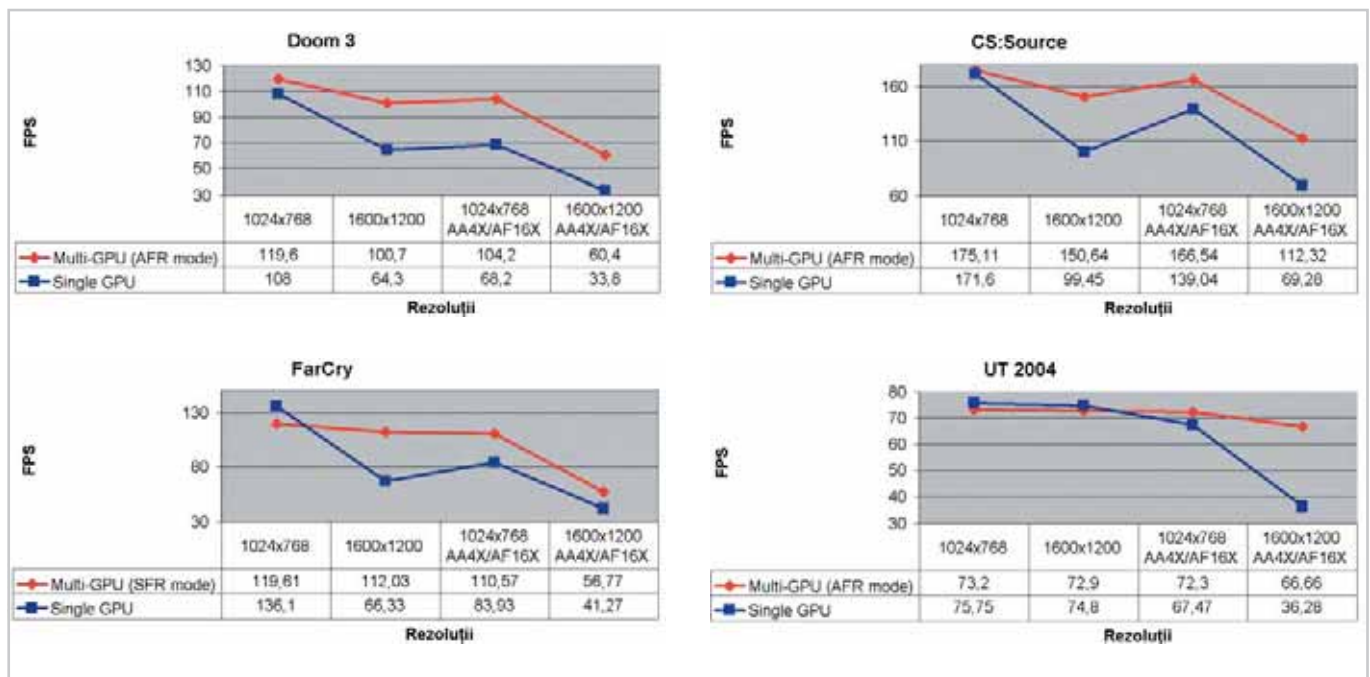 Doom 3
FPS
130
110
90
70
50
30
1024x768 1600x1200 1024x768 AA4X/AF16X 1600x1200 AA4X/AF16X
Multi-GPU (AFR mode) 119,6 100,7 104,2 60,4
Single GPU 108 64,3 68,2 33,8
Rezoluții
CS:Source
FPS
160
110
60
1024x768 1600x1200 1024x768 AA4X/AF16X 1600x1200 AA4X/AF16X
Multi-GPU (AFR mode) 175,11 150,64 166,54 112,32
Single GPU 171,6 99,45 139,04 69,28
Rezoluții
FarCry
FPS
130
80
30
1024x768 1600x1200 1024x768 AA4X/AF16X 1600x1200 AA4X/AF16X
Multi-GPU (SFR mode) 119,61 112,03 110,57 56,77
Single GPU 136,1 66,33 83,93 41,27
Rezoluții
UT 2004
FPS
80
70
60
50
40
30
1024x768 1600x1200 1024x768 AA4X/AF16X 1600x1200 AA4X/AF16X
Multi-GPU (AFR mode) 73,2 72,9 72,3 66,66
Single GPU 75,75 74,8 67,47 36,28
Rezoluții